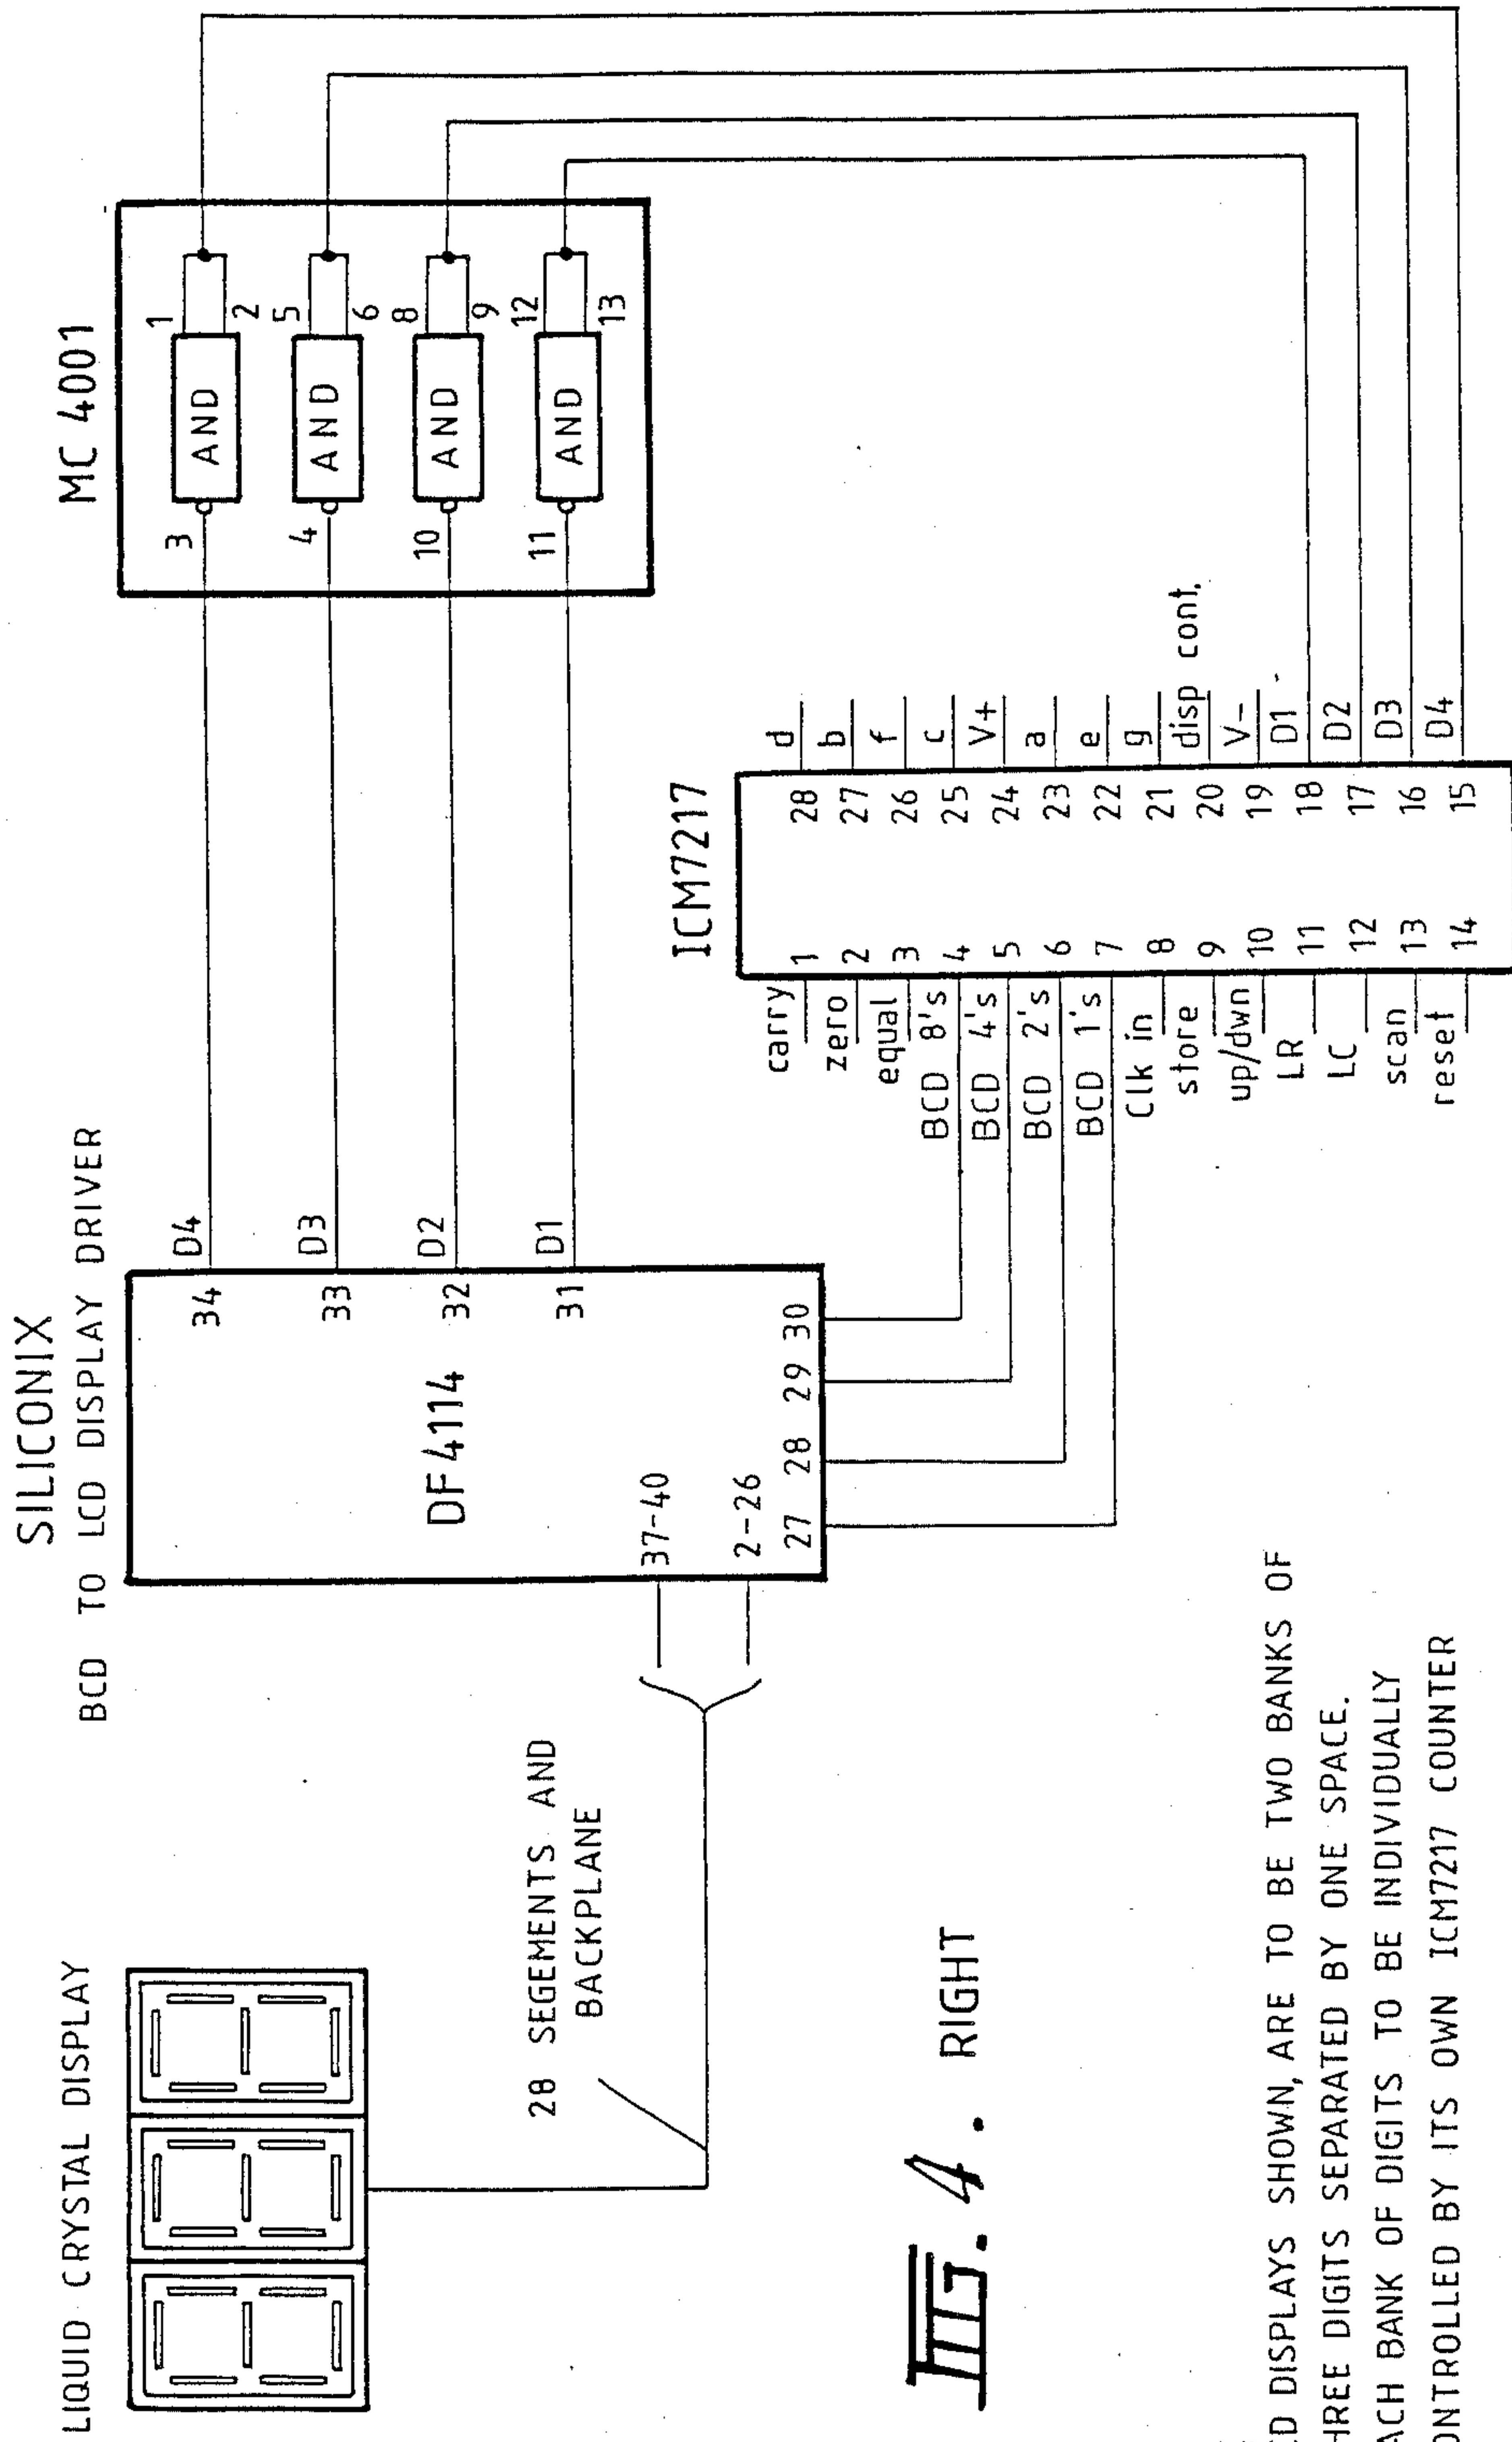 LIQUID CRYSTAL DISPLAY
SILICONIX
BCD TO LCD DISPLAY DRIVER
DF4114
37-40
2-26
27
28
29
30
34
33
32
31
D4
D3
D2
D1
28 SEGEMENTS AND
BACKPLANE
MC 4001
3
AND
1
2
4
AND
5
6
10
AND
8
9
11
AND
12
13
ICM7217
carry 1
zero 2
equal 3
BCD 8's 4
BCD 4's 5
BCD 2's 6
BCD 1's 7
Clk in 8
store 9
up/dwn 10
LR 11
LC 12
scan 13
reset 14
28 d
27 b
26 f
25 c
24 V+
23 a
22 e
21 g
20 disp cont.
19 V-
18 D1
17 D2
16 D3
15 D4
FIG. 4. RIGHT
DISPLAYS SHOWN, ARE TO BE TWO BANKS OF
DIGITS SEPARATED BY ONE SPACE.
BANK OF DIGITS TO BE INDIVIDUALLY
BY ITS OWN ICM7217 COUNTER